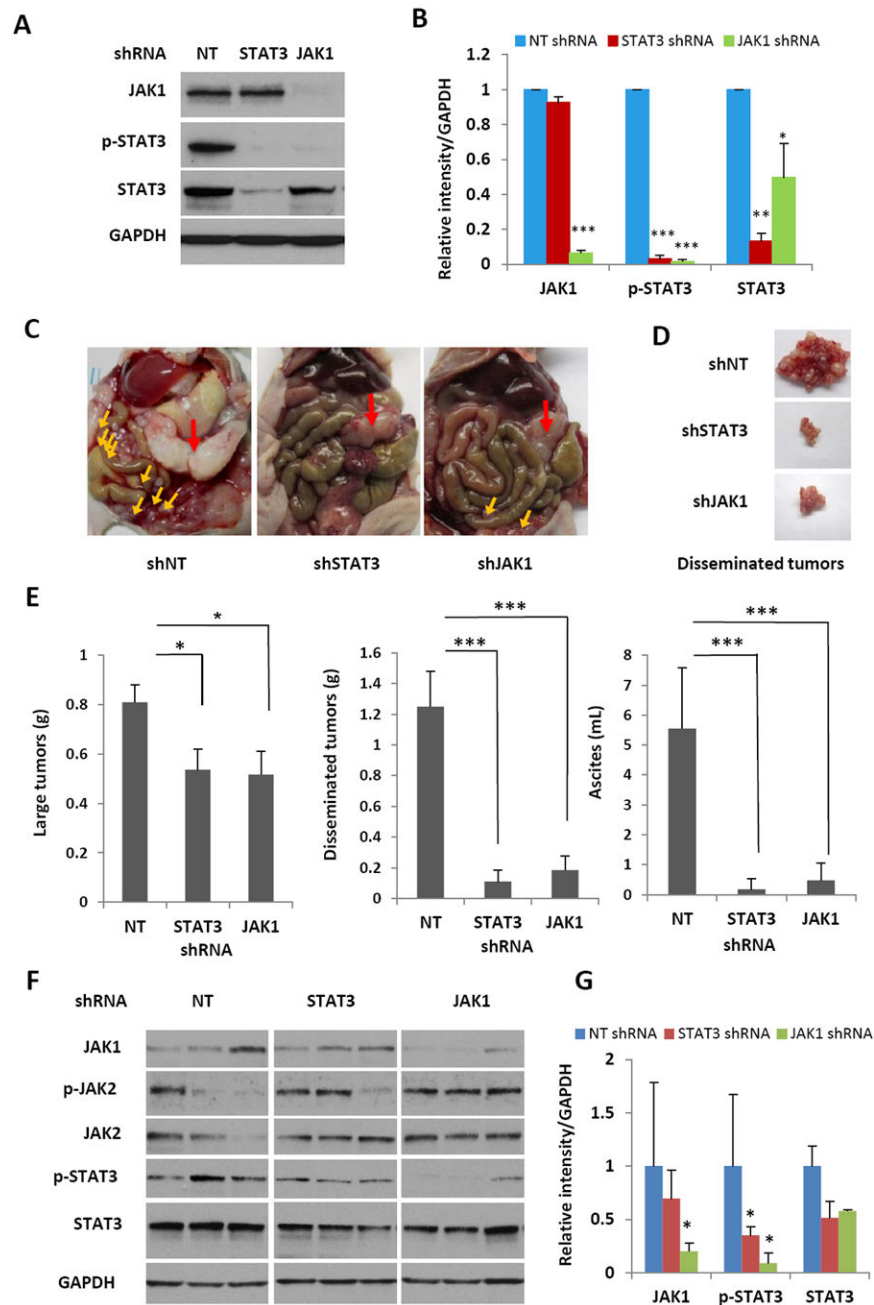 A
shRNA NT STAT3 JAK1
JAK1
p-STAT3
STAT3
GAPDH
B
NT shRNA STAT3 shRNA JAK1 shRNA
Relative intensity/GAPDH
1.2
1
0.8
0.6
0.4
0.2
0
***
*** ***
** *
JAK1 p-STAT3 STAT3
C
shNT shSTAT3 shJAK1
D
shNT
shSTAT3
shJAK1
Disseminated tumors
E
Large tumors (g)
1
0.8
0.6
0.4
0.2
0
*
*
NT STAT3 JAK1
shRNA
Disseminated tumors (g)
1.6
1.4
1.2
1
0.8
0.6
0.4
0.2
0
***
***
NT STAT3 JAK1
shRNA
Ascites (mL)
8
7
6
5
4
3
2
1
0
***
***
NT STAT3 JAK1
shRNA
F
shRNA NT STAT3 JAK1
JAK1
p-JAK2
JAK2
p-STAT3
STAT3
GAPDH
G
NT shRNA STAT3 shRNA JAK1 shRNA
Relative intensity/GAPDH
2
1.5
1
0.5
0
*
* *
JAK1 p-STAT3 STAT3